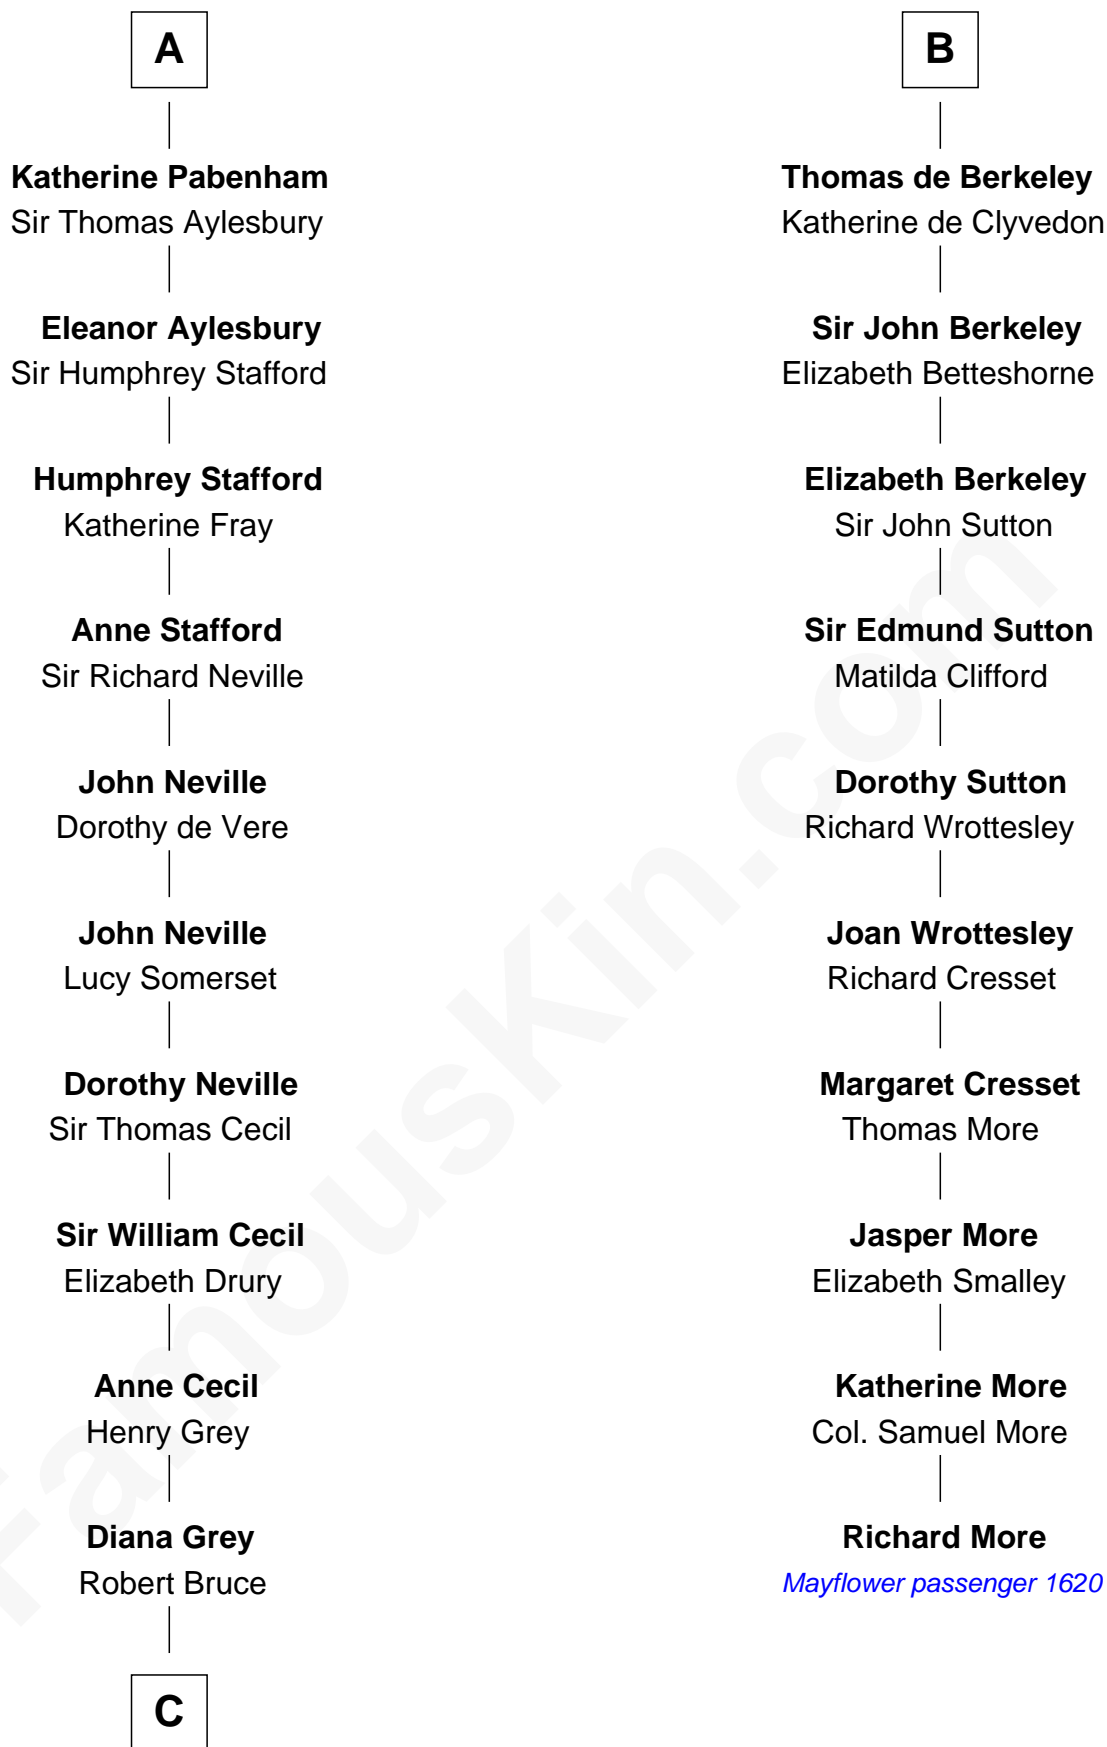 A
Katherine Pabenham
Sir Thomas Aylesbury
Eleanor Aylesbury
Sir Humphrey Stafford
Humphrey Stafford
Katherine Fray
Anne Stafford
Sir Richard Neville
John Neville
Dorothy de Vere
John Neville
Lucy Somerset
Dorothy Neville
Sir Thomas Cecil
Sir William Cecil
Elizabeth Drury
Anne Cecil
Henry Grey
Diana Grey
Robert Bruce
C
B
Thomas de Berkeley
Katherine de Clyvedon
Sir John Berkeley
Elizabeth Betteshorne
Elizabeth Berkeley
Sir John Sutton
Sir Edmund Sutton
Matilda Clifford
Dorothy Sutton
Richard Wrottesley
Joan Wrottesley
Richard Cresset
Margaret Cresset
Thomas More
Jasper More
Elizabeth Smalley
Katherine More
Col. Samuel More
Richard More
Mayflower passenger 1620
FamousKin.com